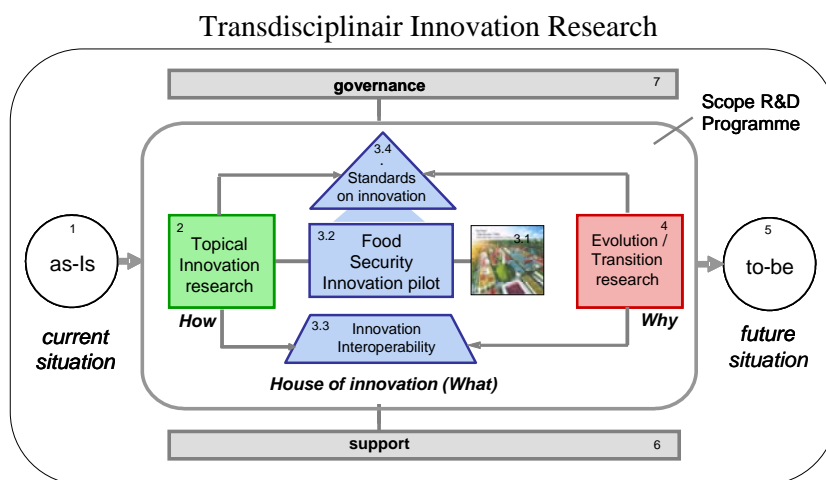 Transdisciplinair Innovation Research
governance
7
Scope R&D
Programme
3.4
.
Standards
on innovation
1
as-Is
current
situation
2
Topical
Innovation
research
How
3.2
Food
Security
Innovation pilot
3.1
4
Evolution /
Transition
research
Why
5
to-be
future
situation
3.3
Innovation
Interoperability
House of innovation (What)
support
6